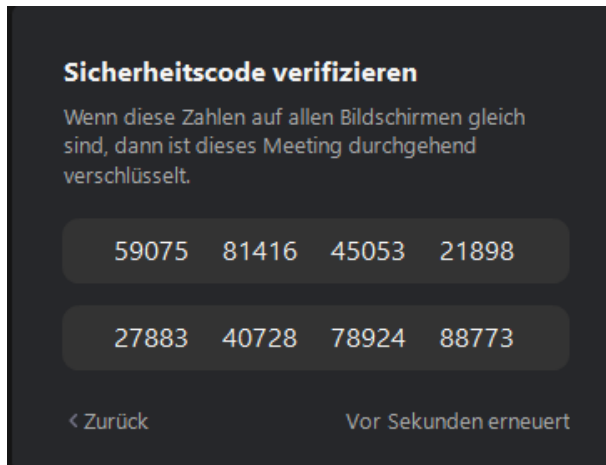 Sicherheitscode verifizieren
Wenn diese Zahlen auf allen Bildschirmen gleich
sind, dann ist dieses Meeting durchgehend
verschlüsselt.
59075 81416 45053 21898
27883 40728 78924 88773
< Zurück Vor Sekunden erneuert